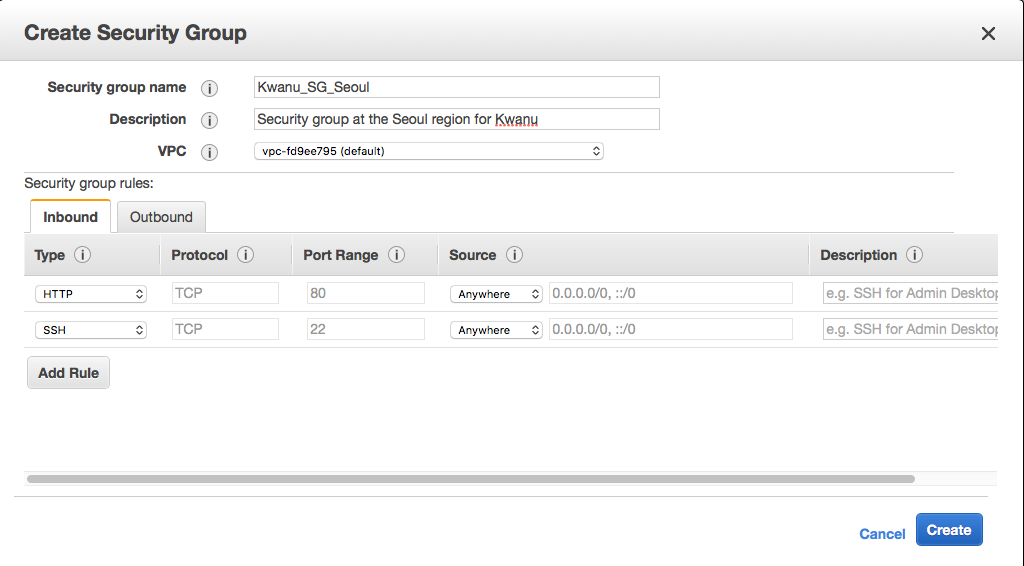 Create Security Group
Security group name i Kwanu_SG_Seoul
Description i Security group at the Seoul region for Kwanu
VPC i vpc-fd9ee795 (default)
Security group rules:
Inbound Outbound
Type i Protocol i Port Range i Source i Description i
HTTP TCP 80 Anywhere 0.0.0.0/0, ::/0 e.g. SSH for Admin Desktop
SSH TCP 22 Anywhere 0.0.0.0/0, ::/0 e.g. SSH for Admin Desktop
Add Rule
Cancel Create